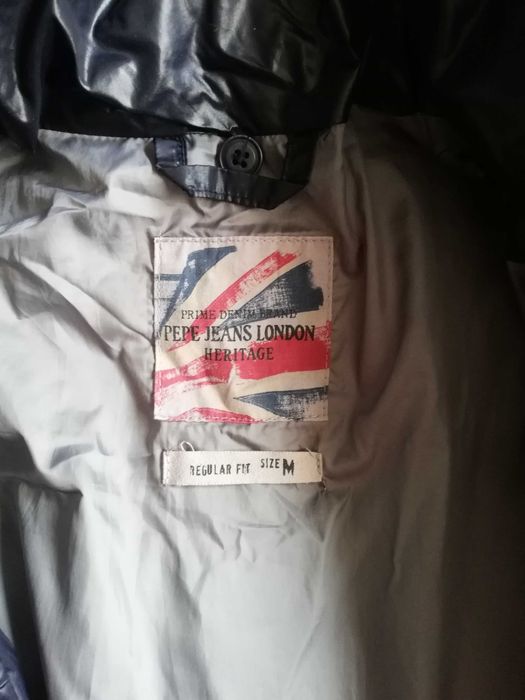 PRIME DENIM BRAND
PEPE JEANS LONDON
HERITAGE
REGULAR FIT SIZE M